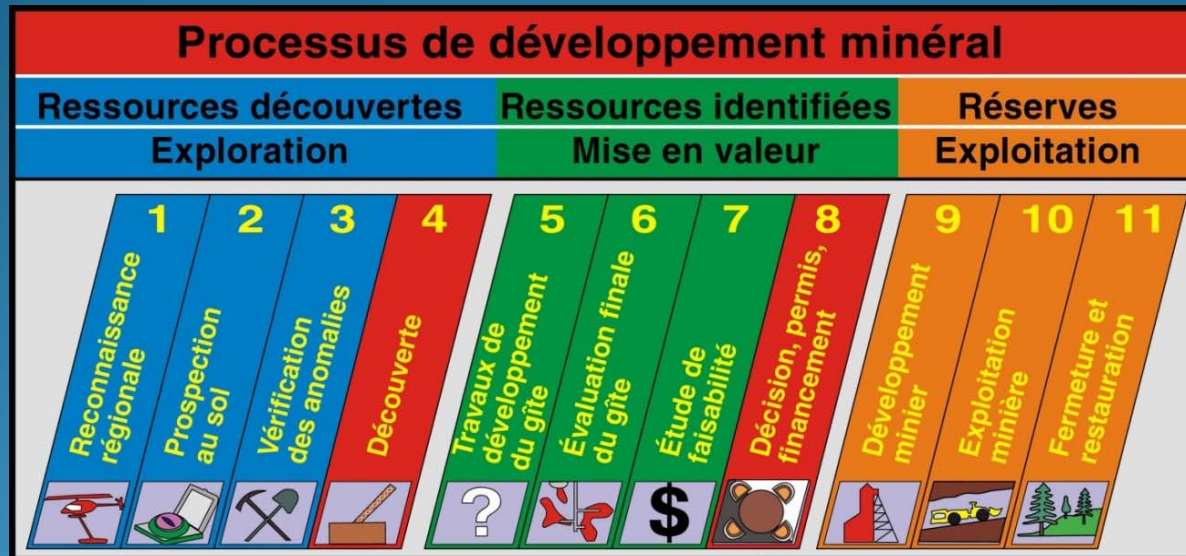 Processus de développement minéral
Ressources découvertes
Ressources identifiées
Réserves
Exploration
Mise en valeur
Exploitation
1
Reconnaissance
régionale
2
Prospection
au sol
3
Vérification
des anomalies
4
Découverte
5
Travaux de
développement
du gîte
6
Évaluation finale
du gîte
7
Étude de
faisabilité
8
Décision, permis,
financement
9
Développement
minier
10
Exploitation
minière
11
Fermeture et
restauration
?
$